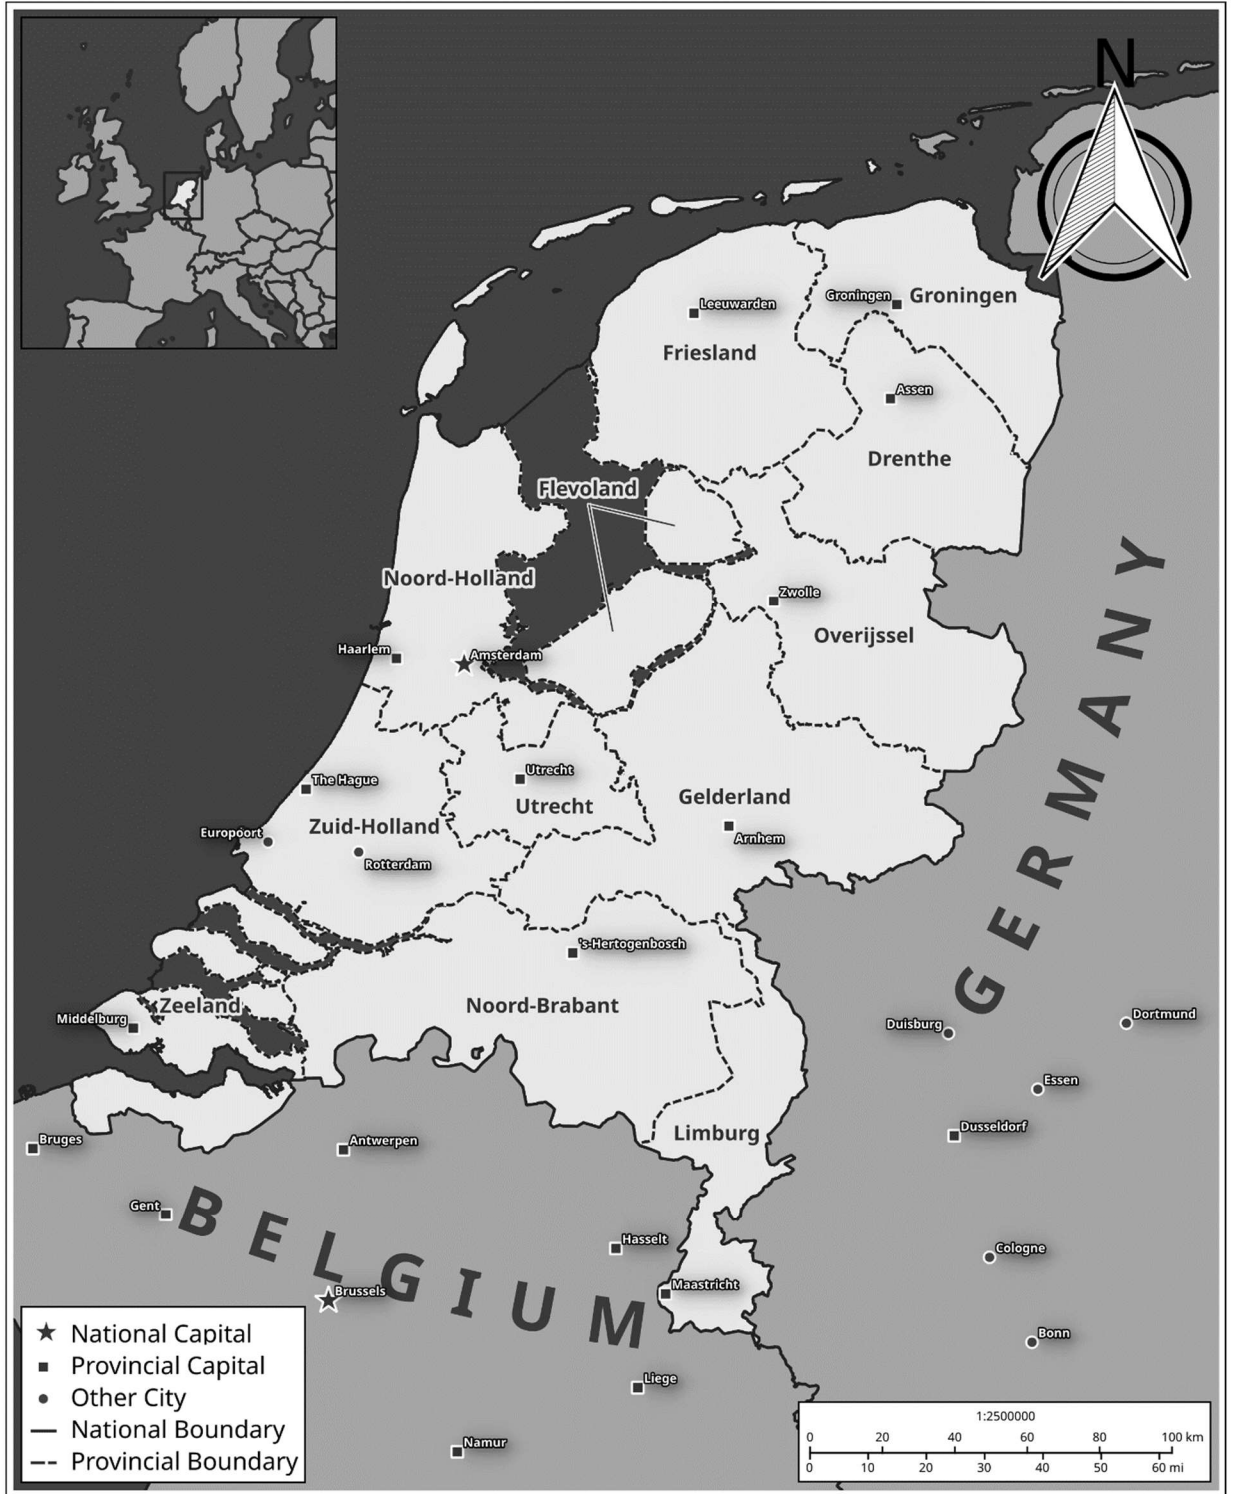 N
Leeuwarden
Friesland
Groningen
Groningen
Assen
Drenthe
Flevoland
Noord-Holland
Zwolle
Overijssel
Haarlem
Amsterdam
The Hague
Utrecht
Utrecht
Gelderland
Arnhem
Europoort
Zuid-Holland
Rotterdam
's-Hertogenbosch
Noord-Brabant
Zeeland
Middelburg
Limburg
Maastricht
GERMANY
Duisburg
Dortmund
Essen
Dusseldorf
Cologne
Bonn
Bruges
Antwerpen
Gent
BELGIUM
Hasselt
Brussels
Liege
Namur
National Capital
Provincial Capital
Other City
National Boundary
Provincial Boundary
1:2500000
0 20 40 60 80 100 km
0 10 20 30 40 50 60 mi